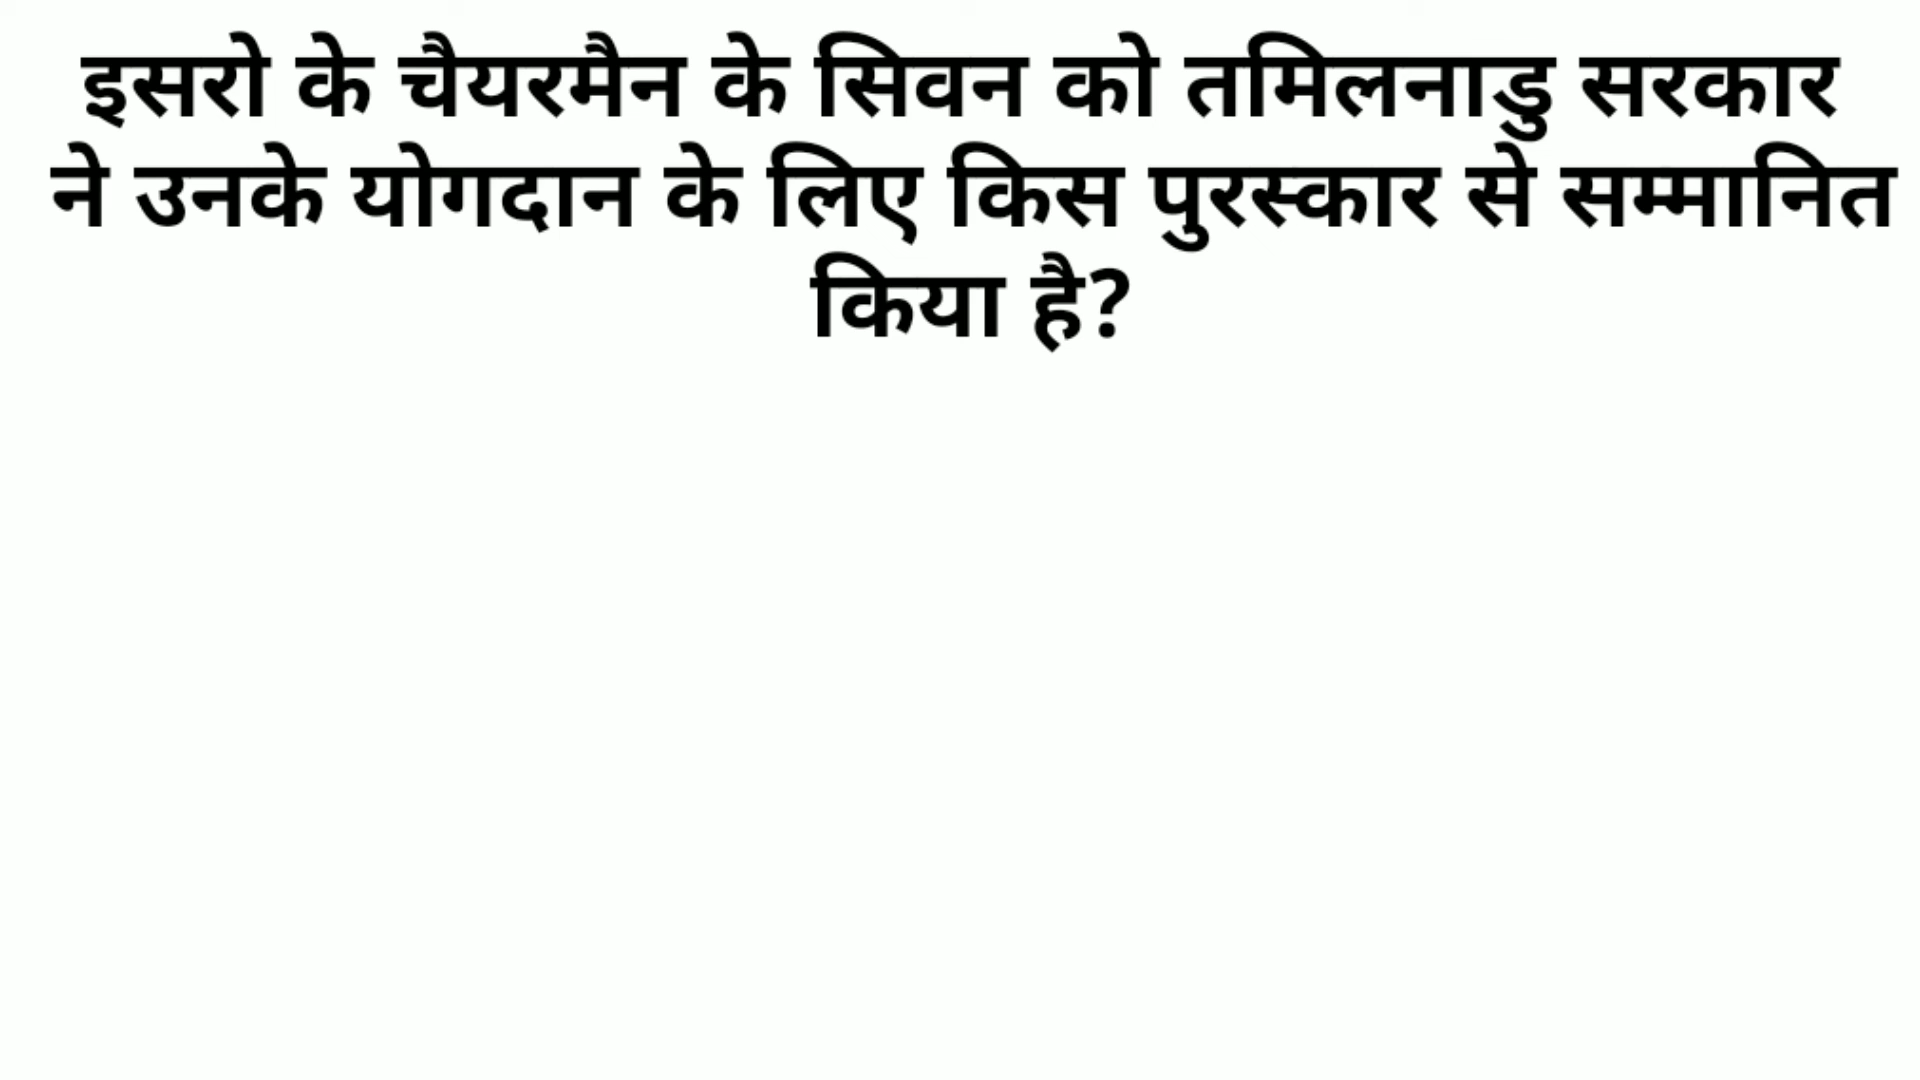 इसरो के चैयरमैन के सिवन को तमिलनाडु सरकार
ने उनके योगदान के लिए किस पुरस्कार से सम्मानित
किया है?